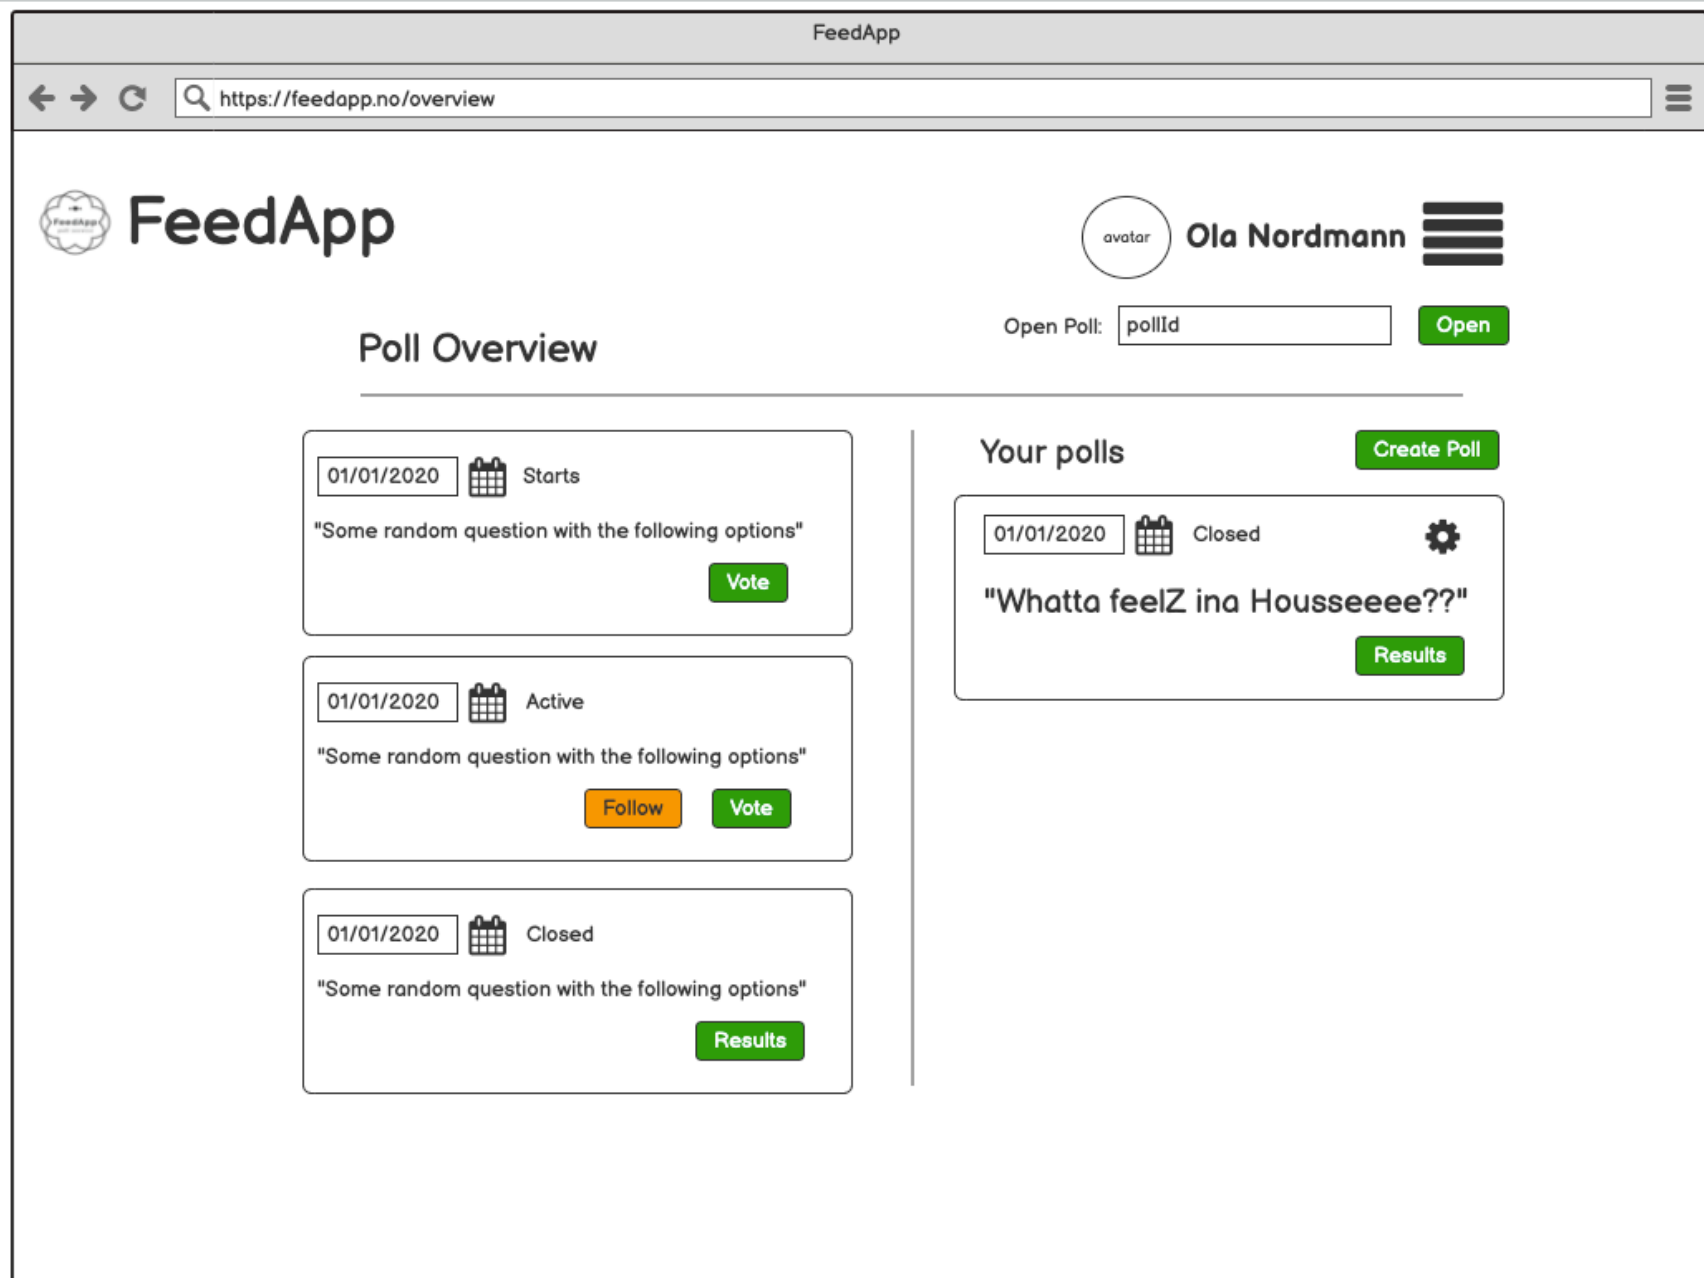 FeedApp
https://feedapp.no/overview
FeedApp
FeedApp
avatar
Ola Nordmann
Open Poll:
pollId
Open
Poll Overview
01/01/2020
Starts
"Some random question with the following options"
Vote
01/01/2020
Active
"Some random question with the following options"
Follow
Vote
01/01/2020
Closed
"Some random question with the following options"
Results
Your polls
Create Poll
01/01/2020
Closed
"Whatta feelZ ina Housseeee??"
Results